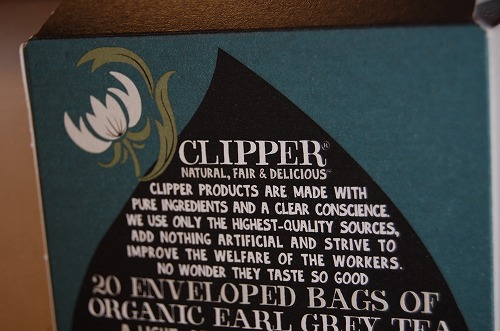 CLIPPER®
NATURAL, FAIR & DELICIOUS™
CLIPPER PRODUCTS ARE MADE WITH
PURE INGREDIENTS AND A CLEAR CONSCIENCE.
WE USE ONLY THE HIGHEST-QUALITY SOURCES,
ADD NOTHING ARTIFICIAL AND STRIVE TO
IMPROVE THE WELFARE OF THE WORKERS.
NO WONDER THEY TASTE SO GOOD
20 ENVELOPED BAGS OF
ORGANIC EARL GREY TEA
A LIGHT,